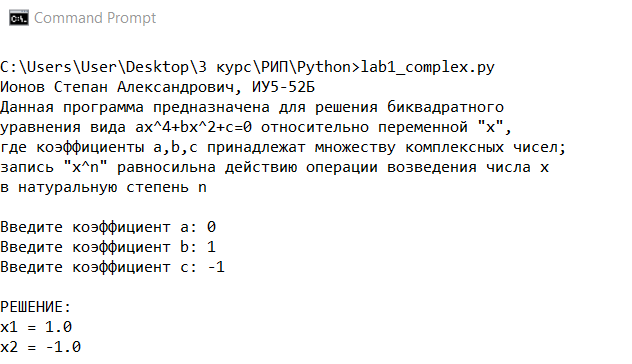 Command Prompt
C:\Users\User\Desktop\3 курс\РИП\Python>lab1_complex.py
Ионов Степан Александрович, ИУ5-52Б
Данная программа предназначена для решения биквадратного
уравнения вида ax^4+bx^2+c=0 относительно переменной "x",
где коэффициенты a,b,c принадлежат множеству комплексных чисел;
запись "x^n" равносильна действию операции возведения числа x
в натуральную степень n
Введите коэффициент a: 0
Введите коэффициент b: 1
Введите коэффициент c: -1
РЕШЕНИЕ:
x1 = 1.0
x2 = -1.0